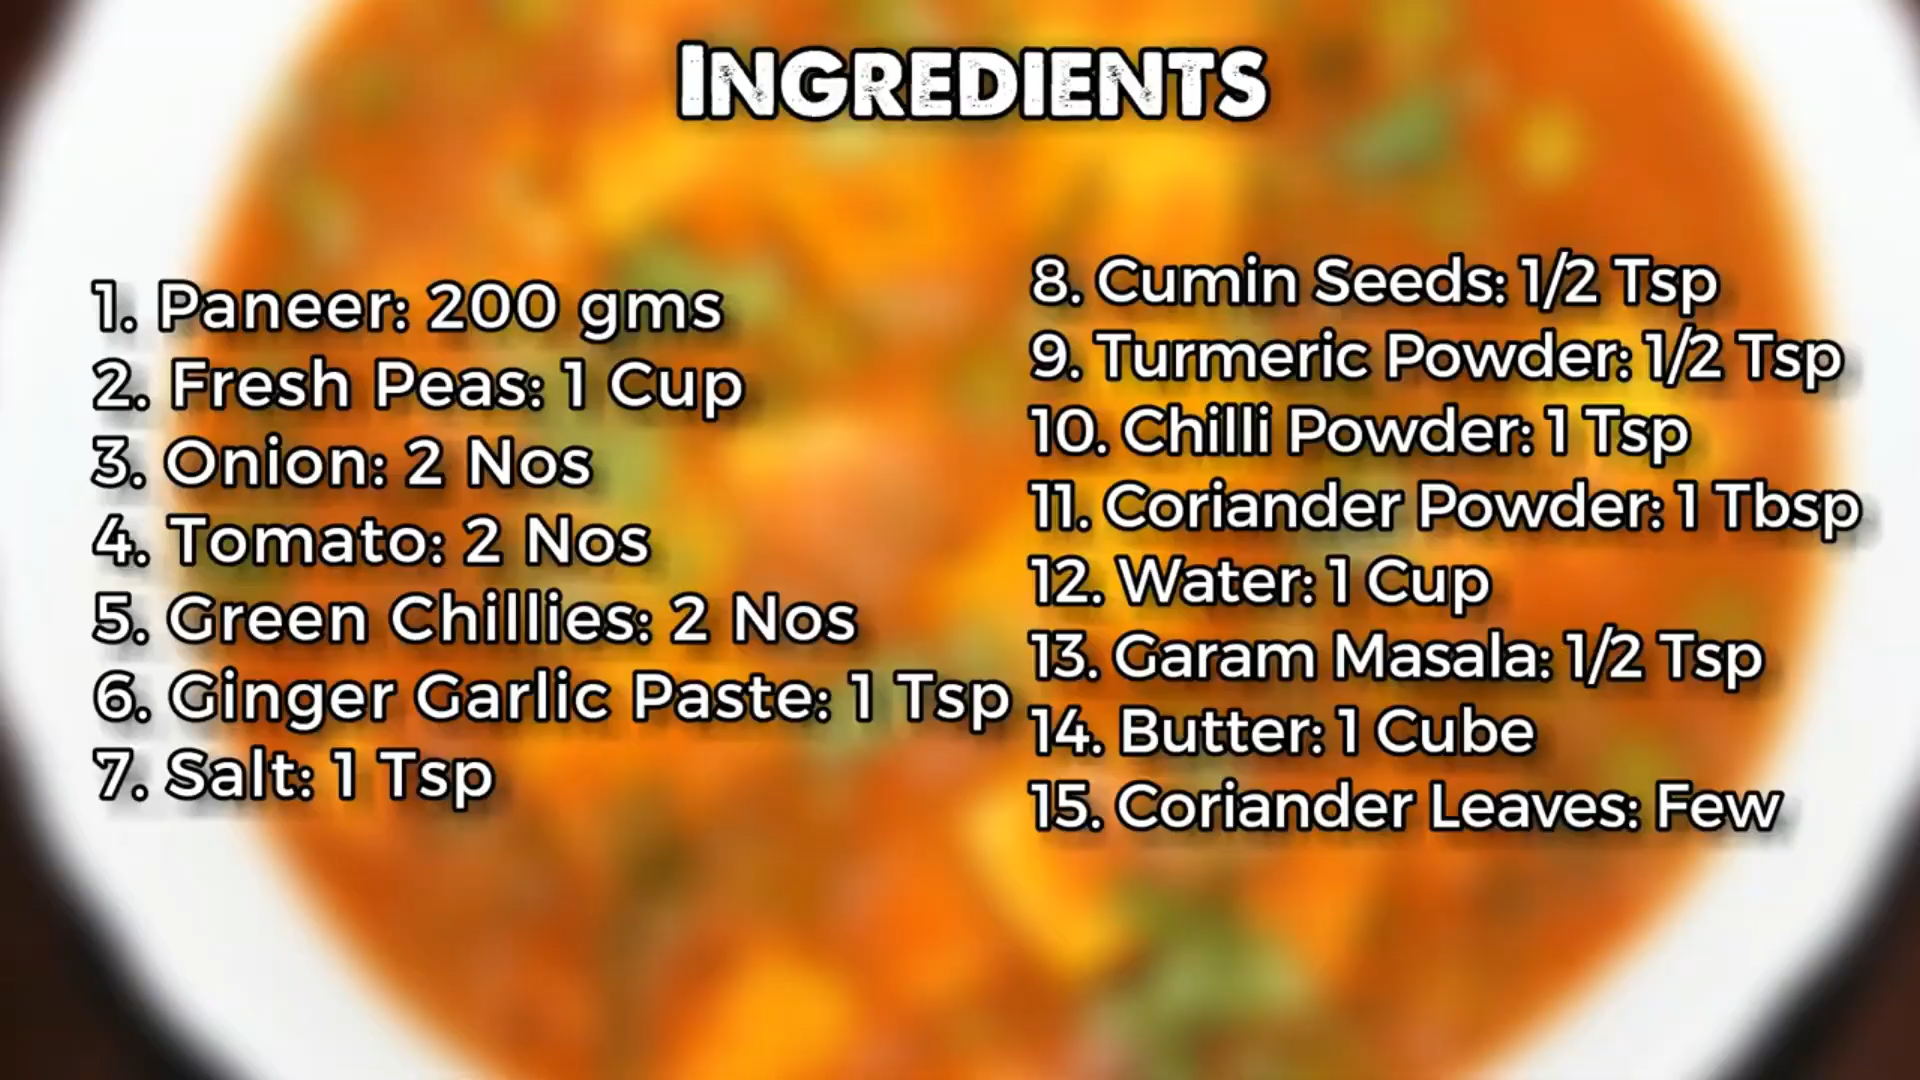 INGREDIENTS
1. Paneer: 200 gms
2. Fresh Peas: 1 Cup
3. Onion: 2 Nos
4. Tomato: 2 Nos
5. Green Chillies: 2 Nos
6. Ginger Garlic Paste: 1 Tsp
7. Salt: 1 Tsp
8. Cumin Seeds: 1/2 Tsp
9. Turmeric Powder: 1/2 Tsp
10. Chilli Powder: 1 Tsp
11. Coriander Powder: 1 Tbsp
12. Water: 1 Cup
13. Garam Masala: 1/2 Tsp
14. Butter: 1 Cube
15. Coriander Leaves: Few